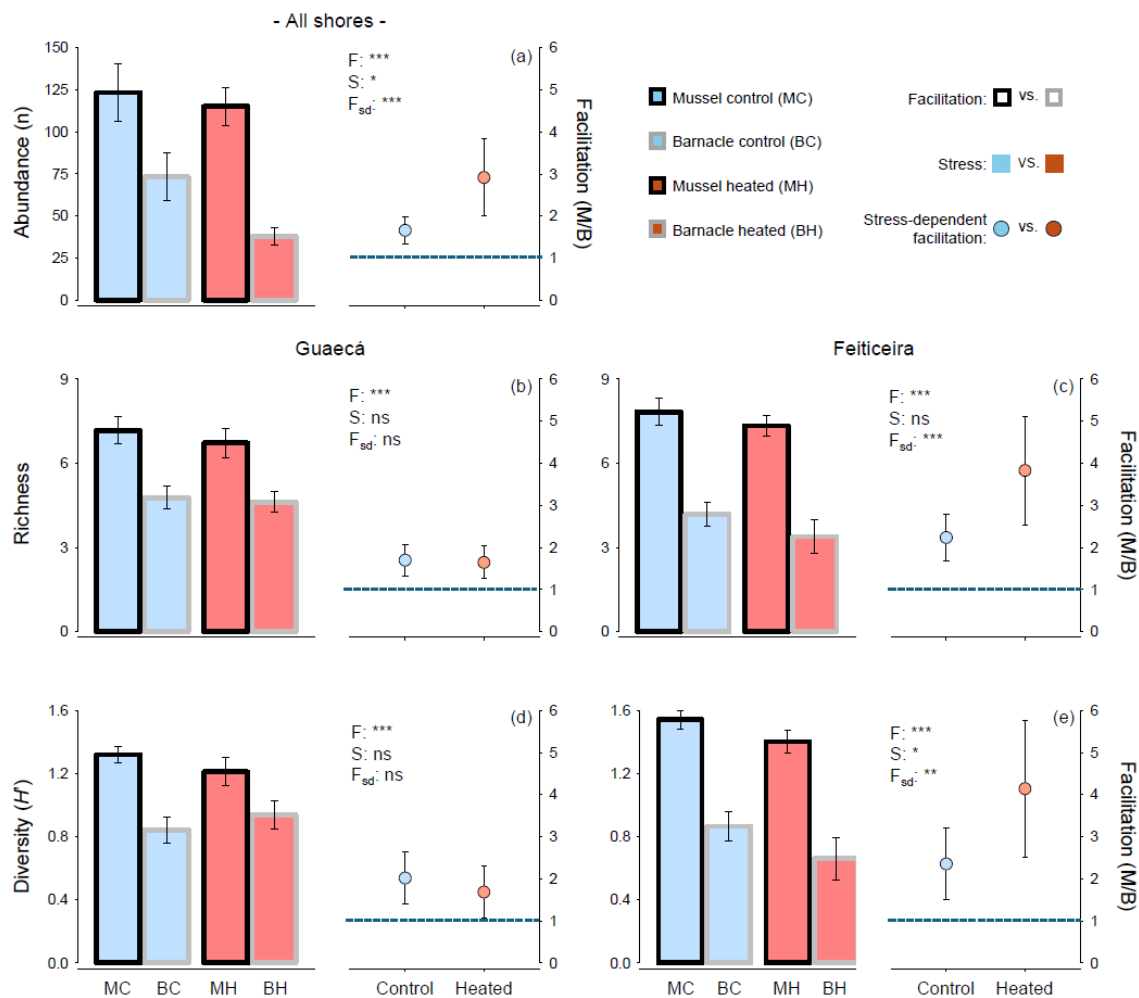 - All shores -
150
125
100
75
50
25
0
Abundance (n)
F: ***
S: *
Fsd: ***
(a)
6
5
4
3
2
1
0
Facilitation (M/B)
Mussel control (MC)
Barnacle control (BC)
Mussel heated (MH)
Barnacle heated (BH)
Facilitation: vs.
Stress: vs.
Stress-dependent
facilitation: vs.
Guaecá
9
6
3
0
Richness
F: ***
S: ns
Fsd: ns
(b)
6
5
4
3
2
1
0
Feiticeira
9
6
3
0
F: ***
S: ns
Fsd: ***
(c)
6
5
4
3
2
1
0
Facilitation (M/B)
1.6
1.2
0.8
0.4
0.0
Diversity (H')
MC BC MH BH
F: ***
S: ns
Fsd: ns
(d)
6
5
4
3
2
1
0
Control Heated
1.6
1.2
0.8
0.4
0.0
MC BC MH BH
F: ***
S: *
Fsd: **
(e)
6
5
4
3
2
1
0
Facilitation (M/B)
Control Heated